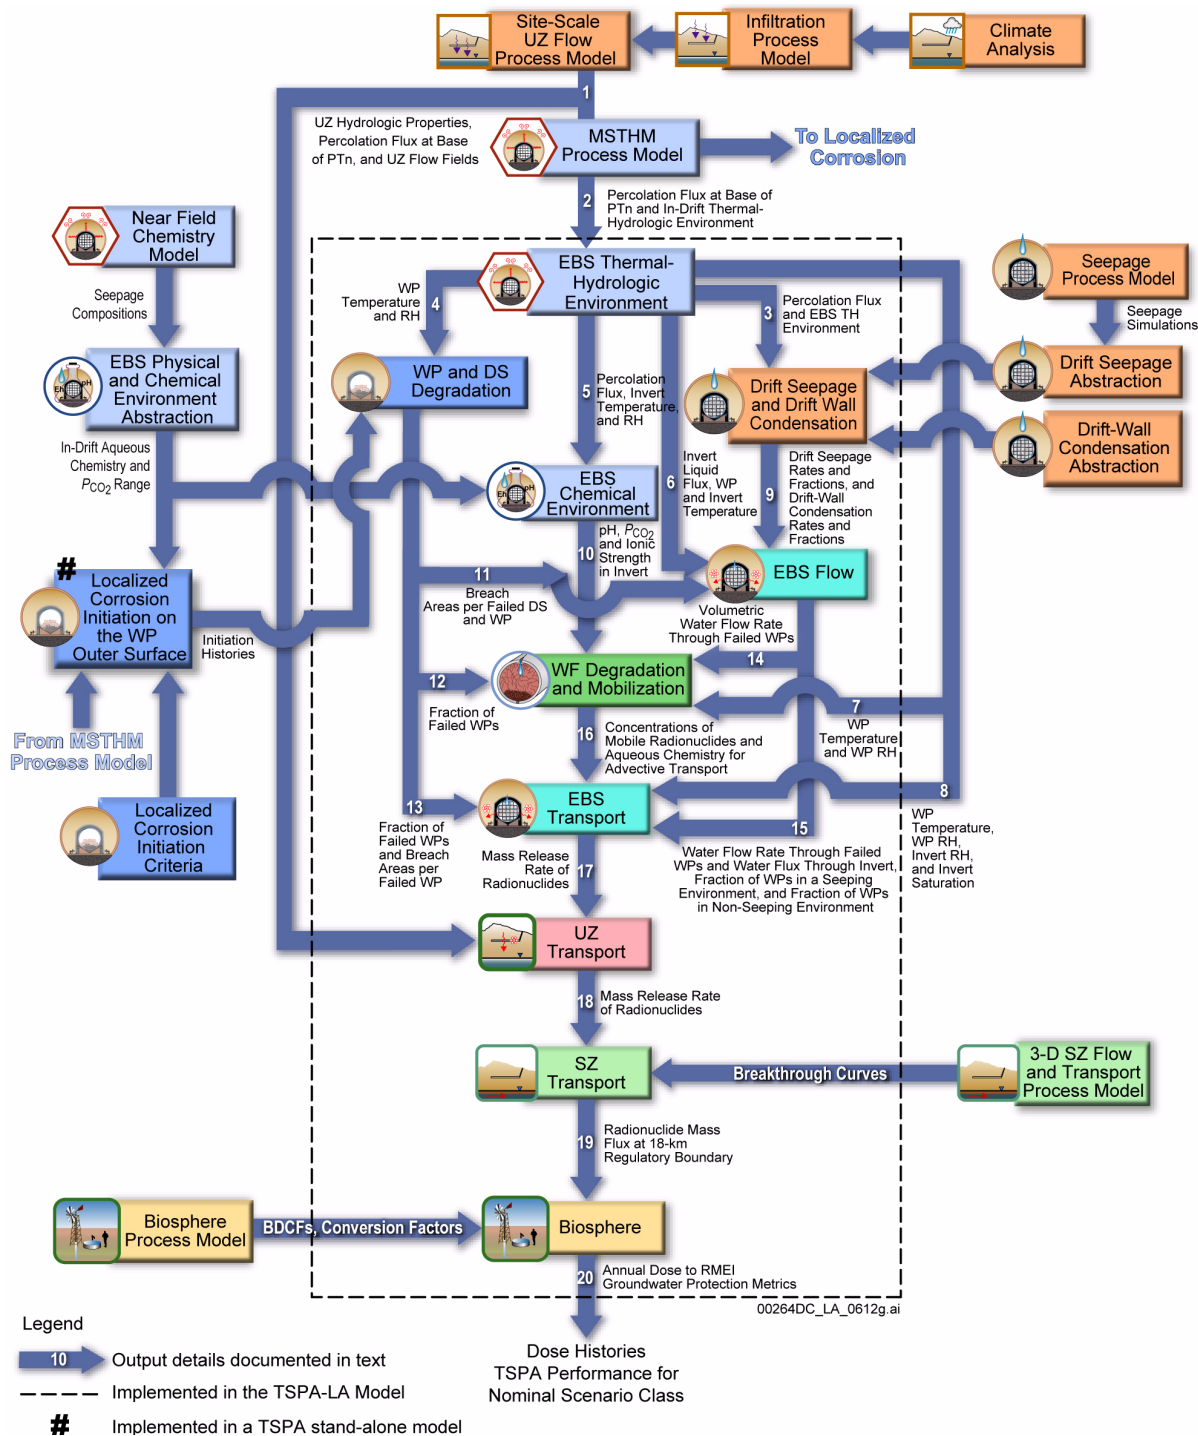 Site-Scale
UZ Flow
Process Model
Infiltration
Process
Model
Climate
Analysis
1
UZ Hydrologic Properties,
Percolation Flux at Base
of PTn, and UZ Flow Fields
MSTHM
Process Model
To Localized
Corrosion
2
Percolation Flux at Base of
PTn and In-Drift Thermal-
Hydrologic Environment
Near Field
Chemistry
Model
Seepage
Compositions
EBS Thermal-
Hydrologic
Environment
Seepage
Process Model
Seepage
Simulations
WP
Temperature
and RH
4
3
Percolation Flux
and EBS TH
Environment
EBS Physical
and Chemical
Environment
Abstraction
Eh
pH
WP and DS
Degradation
5
Percolation
Flux, Invert
Temperature,
and RH
Drift Seepage
and Drift Wall
Condensation
Drift Seepage
Abstraction
Drift-Wall
Condensation
Abstraction
In-Drift Aqueous
Chemistry and
PCO2 Range
EBS
Chemical
Environment
Eh
pH
6
Invert
Liquid
Flux, WP
and Invert
Temperature
9
Drift Seepage
Rates and
Fractions, and
Drift-Wall
Condensation
Rates and
Fractions
10
pH, PCO2
and Ionic
Strength
in Invert
#
Localized
Corrosion
Initiation on
the WP
Outer Surface
Initiation
Histories
11
Breach
Areas per Failed DS
and WP
EBS Flow
Volumetric
Water Flow Rate
Through Failed WPs
14
12
Fraction of
Failed WPs
WF Degradation
and Mobilization
7
WP
Temperature
and WP RH
From MSTHM
Process Model
16
Concentrations of
Mobile Radionuclides and
Aqueous Chemistry for
Advective Transport
Localized
Corrosion
Initiation
Criteria
13
Fraction of
Failed WPs
and Breach
Areas per
Failed WP
EBS
Transport
8
WP
Temperature,
WP RH,
Invert RH,
and Invert
Saturation
15
Water Flow Rate Through Failed
WPs and Water Flux Through Invert,
Fraction of WPs in a Seeping
Environment, and Fraction of WPs
in Non-Seeping Environment
Mass Release
Rate of
Radionuclides
17
UZ
Transport
18
Mass Release Rate
of Radionuclides
SZ
Transport
Breakthrough Curves
3-D SZ Flow
and Transport
Process Model
19
Radionuclide Mass
Flux at 18-km
Regulatory Boundary
Biosphere
Process Model
BDCFs, Conversion Factors
Biosphere
20
Annual Dose to RMEI
Groundwater Protection Metrics
00264DC_LA_0612g.ai
Dose Histories
TSPA Performance for
Nominal Scenario Class
Legend
10
Output details documented in text
Implemented in the TSPA-LA Model
#
Implemented in a TSPA stand-alone model